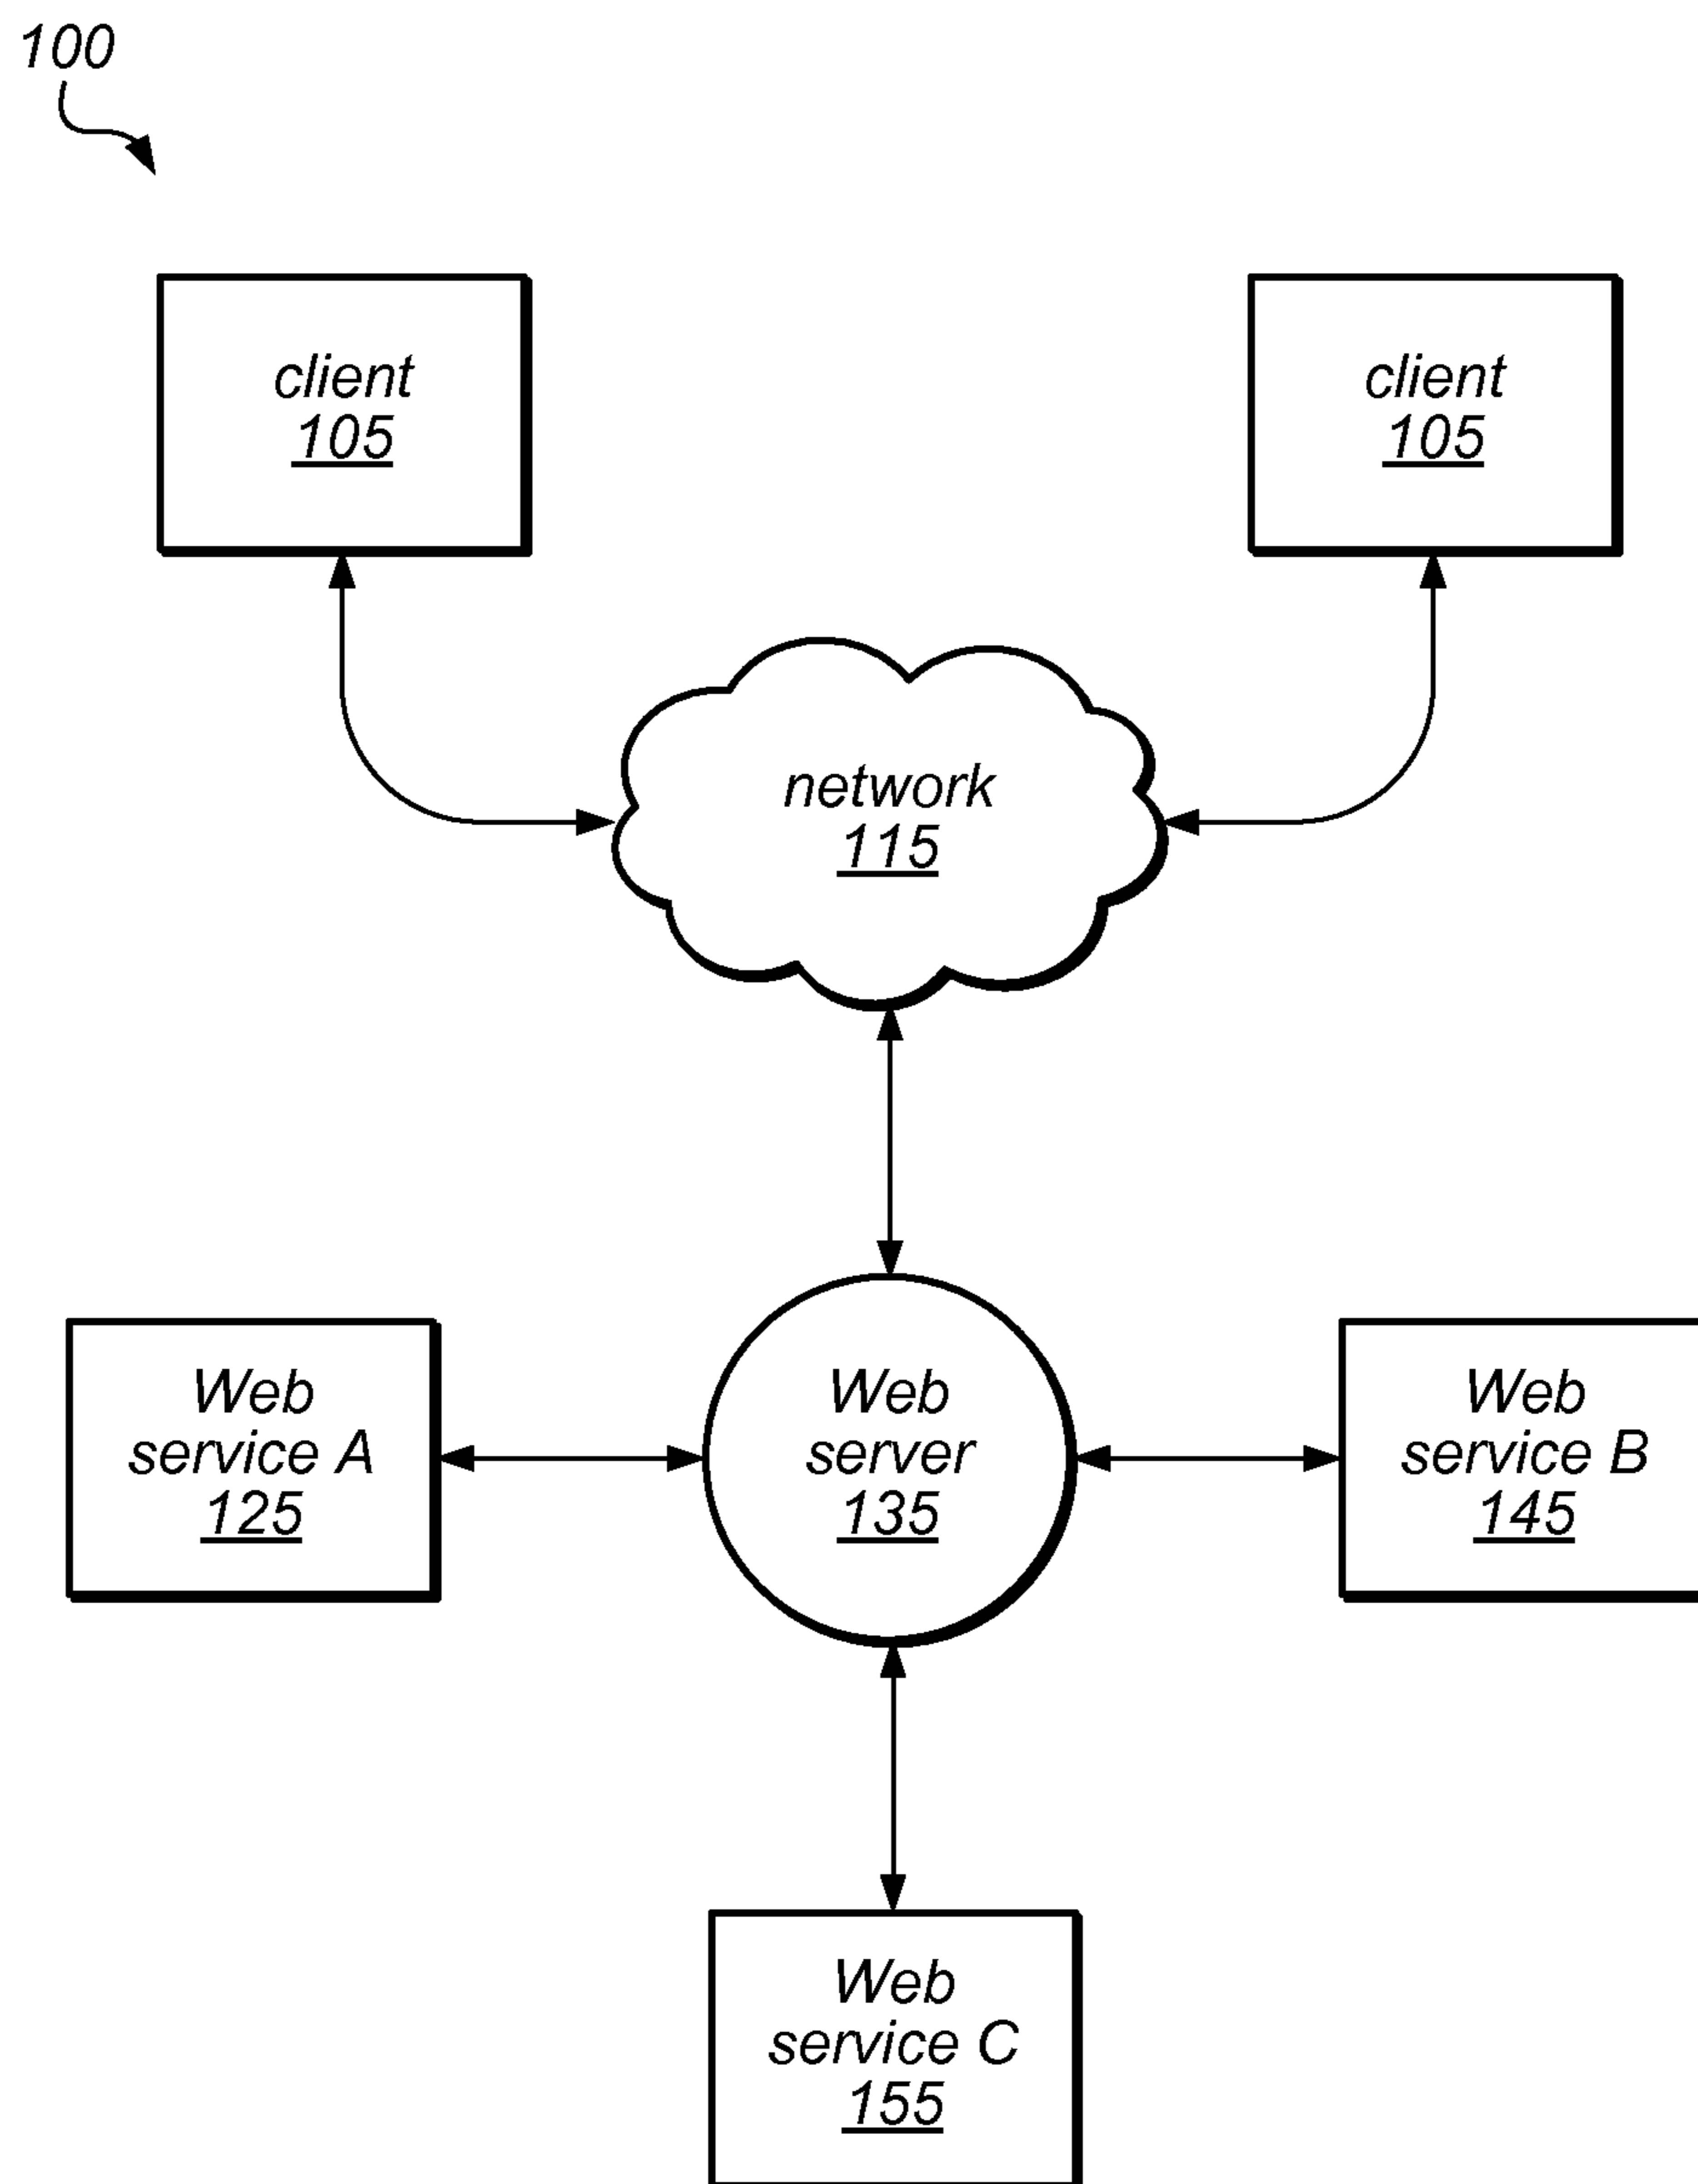 100
client
105
client
105
network
115
Web
service A
125
Web
server
135
Web
service B
145
Web
service C
155